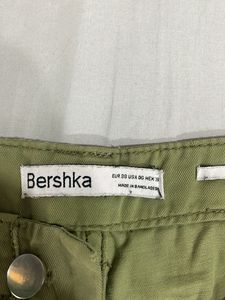 Bershka
EUR 38 USA 06 MEX 28
MADE IN BANGLADESH